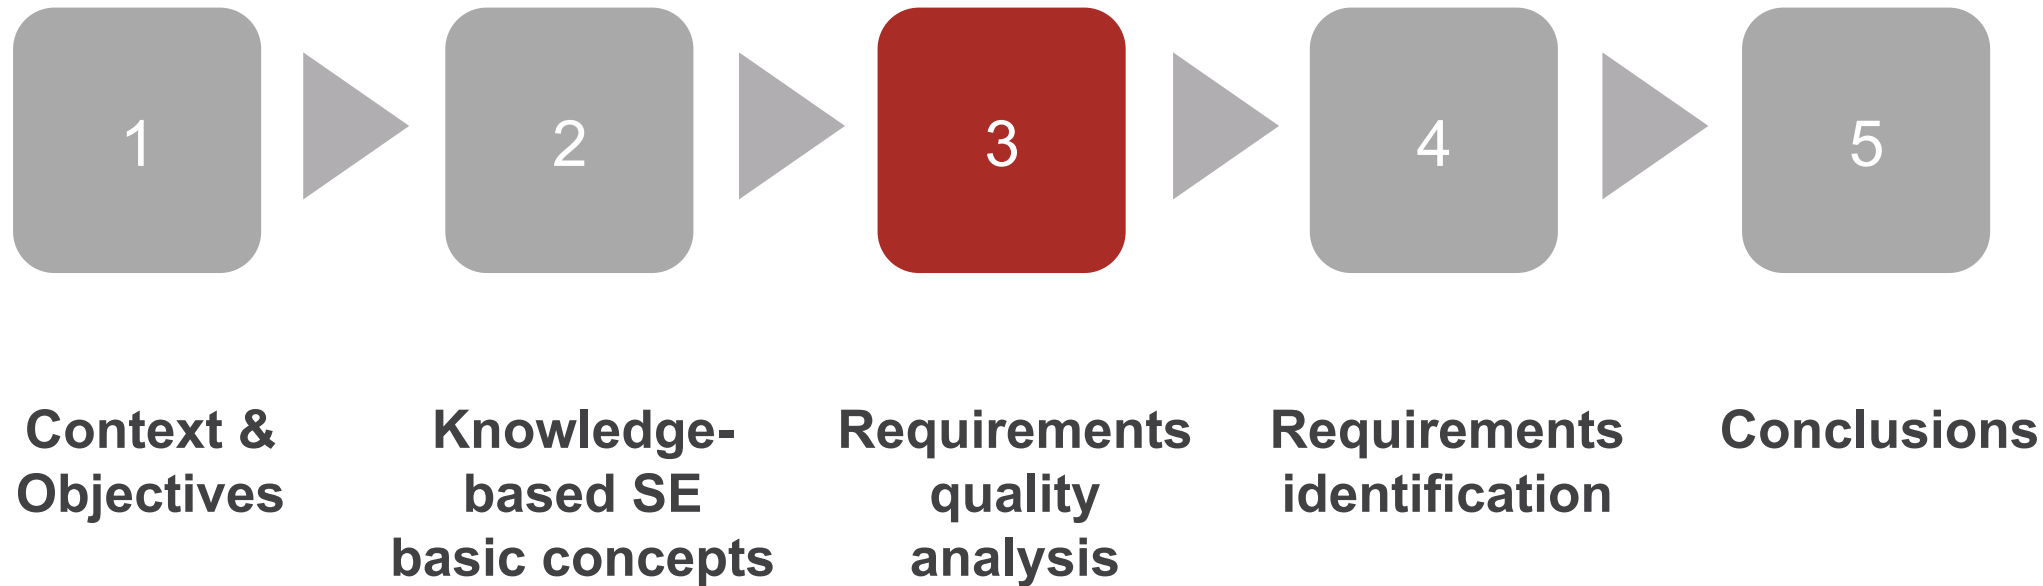 1
2
3
4
5
Context &
Objectives
Knowledge-
based SE
basic concepts
Requirements
quality
analysis
Requirements
identification
Conclusions